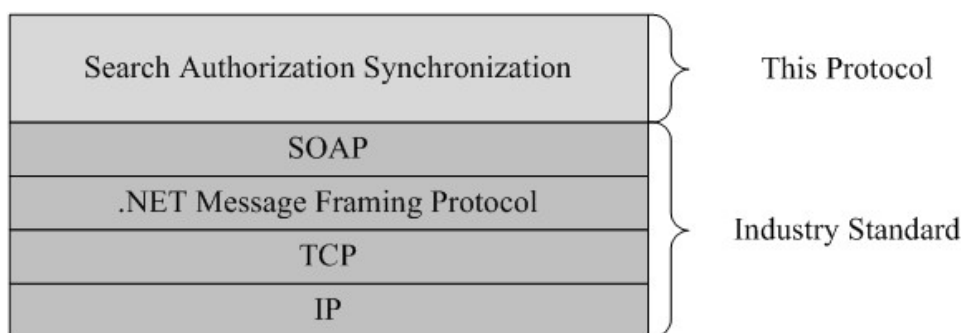 Search Authorization Synchronization
This Protocol
SOAP
.NET Message Framing Protocol
TCP
IP
Industry Standard